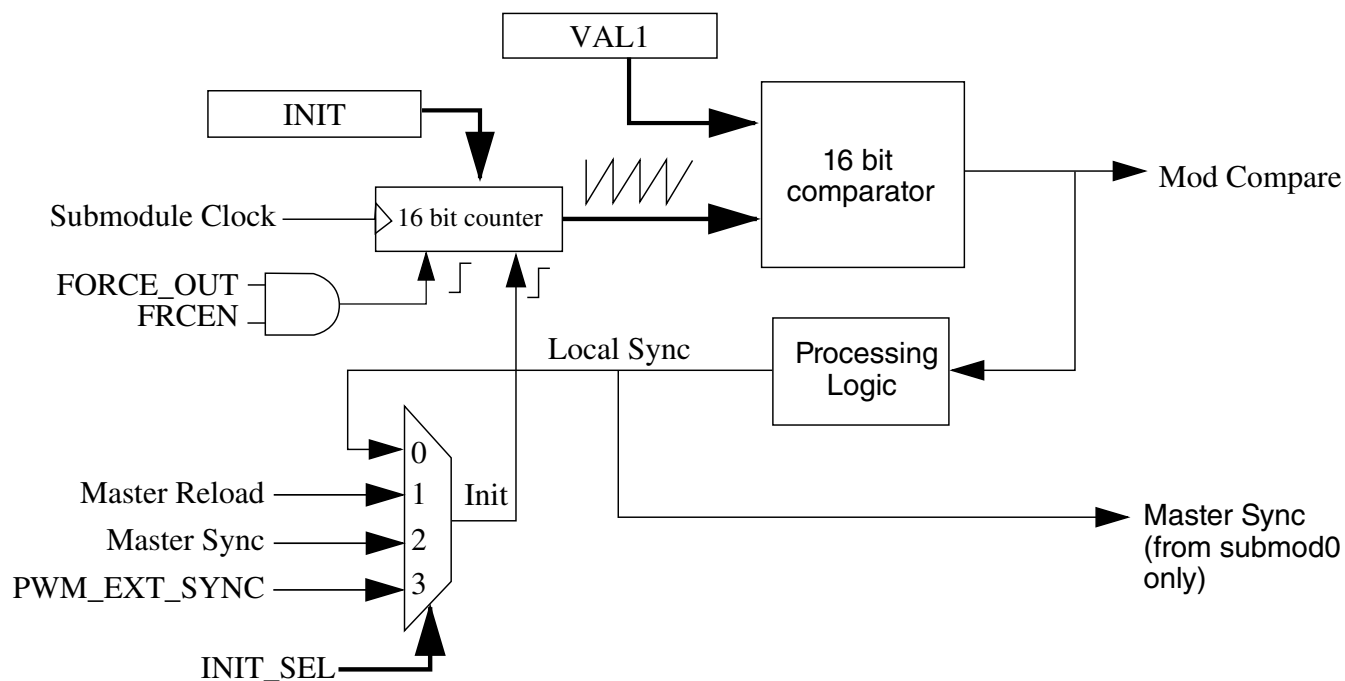 VAL1
INIT
16 bit
comparator
Mod Compare
Submodule Clock
16 bit counter
FORCE_OUT
FRCEN
Local Sync
Processing
Logic
0
Master Reload
1
Init
Master Sync
2
PWM_EXT_SYNC
3
Master Sync
(from submod0
only)
INIT_SEL